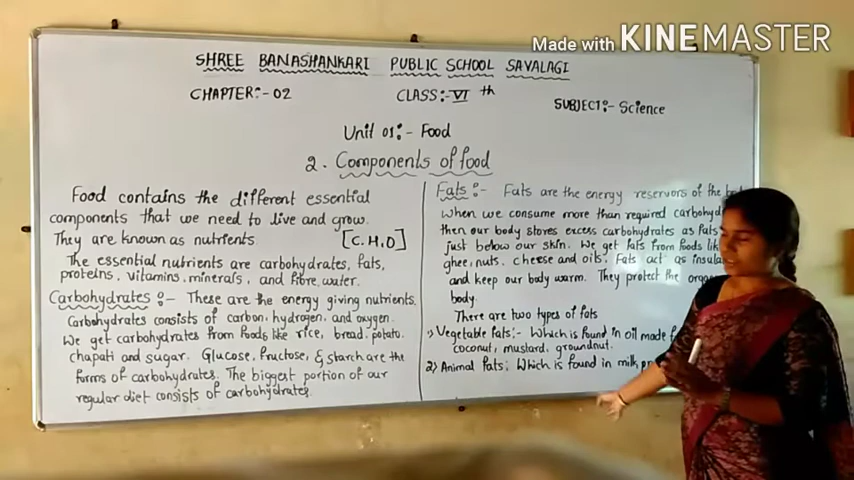 Made with KINEMASTER
SHREE BANASHANKARI PUBLIC SCHOOL SAVALAGI
CHAPTER:- 02 CLASS:- VI th SUBJECT:- Science
Unit 01:- Food
2. Components of food
Food contains the different essential
components that we need to live and grow.
They are known as nutrients. [C.H.O]
The essential nutrients are carbohydrates, fats,
proteins, vitamins, minerals, and fibre, water.
Carbohydrates:- These are the energy giving nutrients.
Carbohydrates consists of carbon, hydrogen, and oxygen.
We get carbohydrates from foods like rice, bread, potato.
chapati and sugar. Glucose, fructose, & starch are the
forms of carbohydrates. The biggest portion of our
regular diet consists of carbohydrates.
Fats:- Fats are the energy reservors of the
When we consume more than required
then our body stores excess carbohydrates as fats
just below our skin. We get fats from foods
ghee, nuts, cheese and oils. Fats act as
and keep our body warm. They protect the
body.
There are two types of fats
1) Vegetable fats:- Which is found in oil made
coconut, mustard, groundnut.
2) Animal fats; Which is found in milk